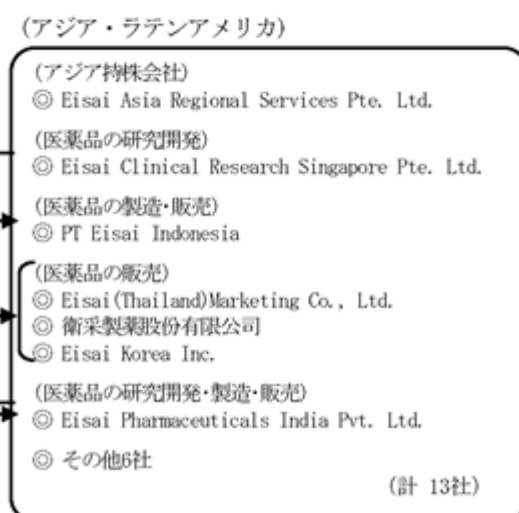 (アジア・ラテンアメリカ)
(アジア持株会社)
◎ Eisai Asia Regional Services Pte. Ltd.
(医薬品の研究開発)
◎ Eisai Clinical Research Singapore Pte. Ltd.
(医薬品の製造・販売)
◎ PT Eisai Indonesia
(医薬品の販売)
◎ Eisai(Thailand)Marketing Co., Ltd.
◎ 衛采製薬股份有限公司
◎ Eisai Korea Inc.
(医薬品の研究開発・製造・販売)
◎ Eisai Pharmaceuticals India Pvt. Ltd.
◎ その他6社
(計 13社)